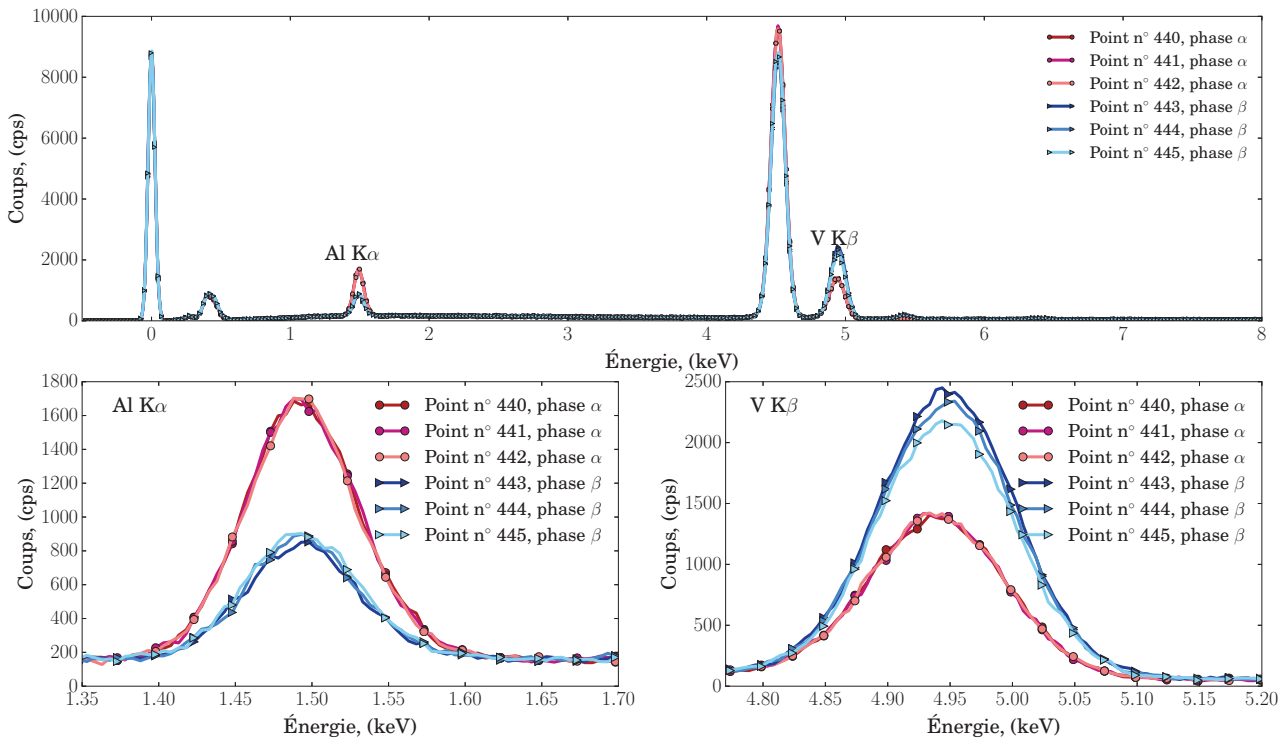 10000
8000
6000
4000
2000
0
Coups, (cps)
Al Kα
V Kβ
Point n° 440, phase α
Point n° 441, phase α
Point n° 442, phase α
Point n° 443, phase β
Point n° 444, phase β
Point n° 445, phase β
0 1 2 3 4 5 6 7 8
Énergie, (keV)
1800
1600
1400
1200
1000
800
600
400
200
0
Coups, (cps)
Al Kα
Point n° 440, phase α
Point n° 441, phase α
Point n° 442, phase α
Point n° 443, phase β
Point n° 444, phase β
Point n° 445, phase β
1.35 1.40 1.45 1.50 1.55 1.60 1.65 1.70
Énergie, (keV)
2500
2000
1500
1000
500
0
Coups, (cps)
V Kβ
Point n° 440, phase α
Point n° 441, phase α
Point n° 442, phase α
Point n° 443, phase β
Point n° 444, phase β
Point n° 445, phase β
4.80 4.85 4.90 4.95 5.00 5.05 5.10 5.15 5.20
Énergie, (keV)